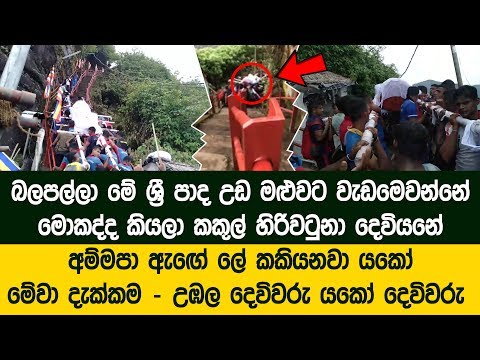 බලපල්ලා මේ ශ්‍රී පාද උඩ මළුවට වැඩමෙවන්නේ
මොකද්ද කියලා කකුල් හිරිවටුනා දෙවියනේ
අම්මපා ඇඟේ ලේ කකියනවා යකෝ
මේවා දැක්කම - උඹල දෙවිවරු යකෝ දෙවිවරු